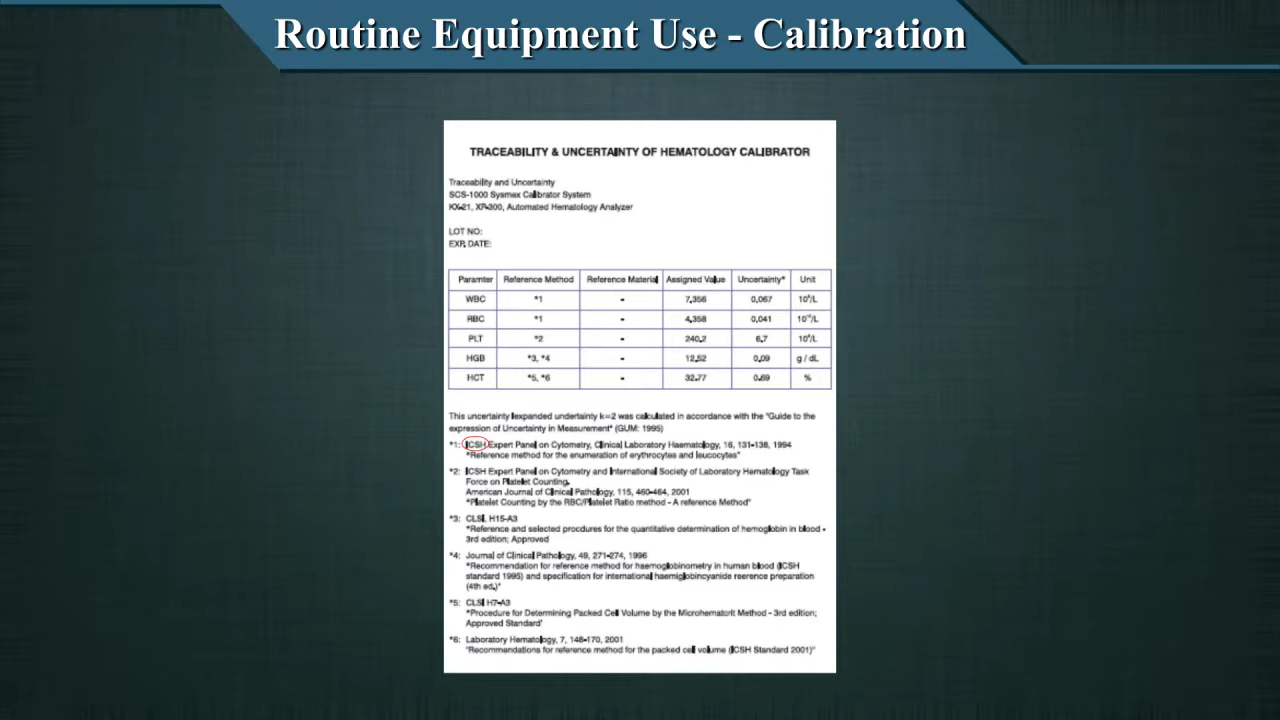 Routine Equipment Use - Calibration
TRACEABILITY & UNCERTAINTY OF HEMATOLOGY CALIBRATOR
Traceability and Uncertainty
SCS-1000 Sysmex Calibrator System
KX-21, XP-300, Automated Hematology Analyzer
LOT NO:
EXP. DATE:
Paramter Reference Method Reference Material Assigned Value Uncertainty* Unit
WBC *1 - 7.356 0,067 10⁹/L
RBC *1 - 4,358 0,041 10¹²/L
PLT *2 - 240.2 6.7 10⁹/L
HGB *3, *4 - 12.52 0.09 g / dL
HCT *5, *6 - 32.77 0.69 %
This uncertainty lexpanded undertainty k=2 was calculated in accordance with the "Guide to the
expression of Uncertainty in Measurement" (GUM: 1995)
*1: ICSH Expert Panel on Cytometry, Clinical Laboratory Haematology, 16, 131-138, 1994
"Reference method for the enumeration of erythrocytes and leucocytes"
*2: ICSH Expert Panel on Cytometry and International Society of Laboratory Hematology Task
Force on Platelet Counting.
American Journal of Clinical Pathology, 115, 460-464, 2001
"Platelet Counting by the RBC/Platelet Ratio method - A reference Method"
*3: CLSI, H15-A3
"Reference and selected procdures for the quantitative determination of hemoglobin in blood -
3rd edition; Approved
*4: Journal of Clinical Pathology, 49, 271-274, 1996
"Recommendation for reference method for haemoglobinometry in human blood (ICSH
standard 1995) and specification for international haemiglobincyanide reerence preparation
(4th ed.)"
*5: CLSI H7-A3
"Procedure for Determining Packed Cell Volume by the Microhematorit Method - 3rd edition;
Approved Standard"
*6: Laboratory Hematology, 7, 148-170, 2001
"Recommendations for reference method for the packed cell volume (ICSH Standard 2001)"